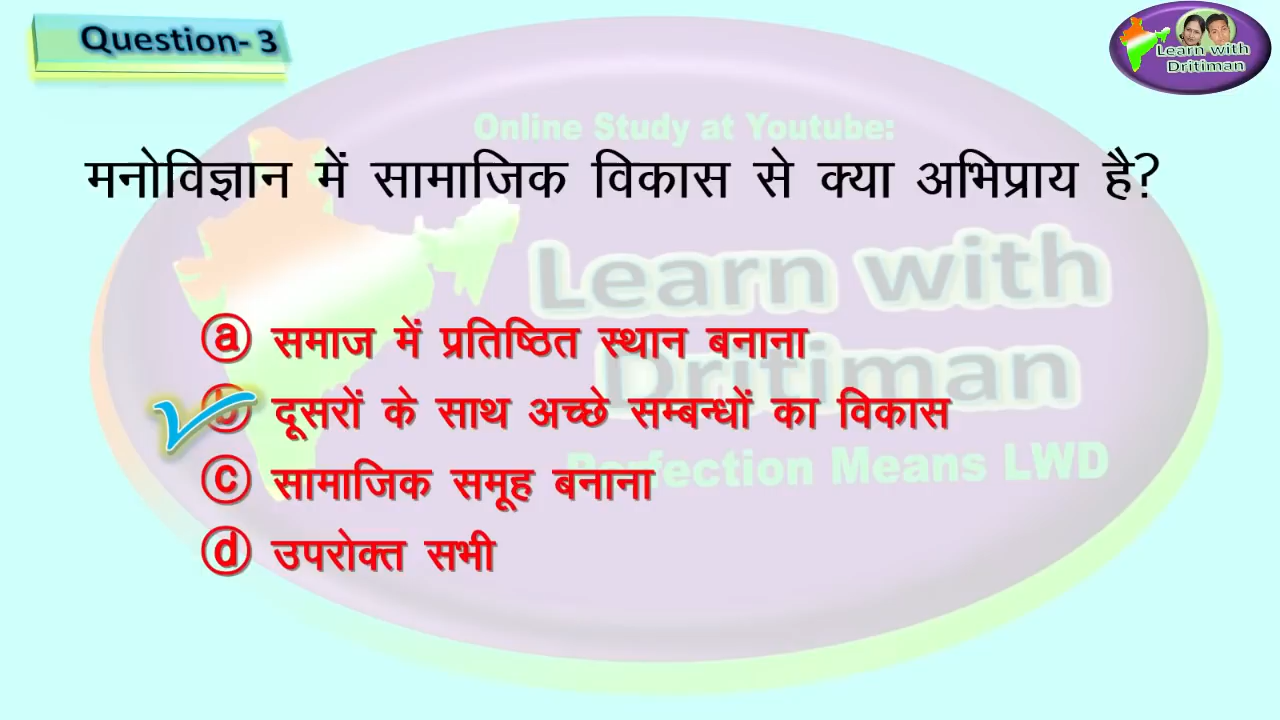 Question- 3
Learn with
Dritiman
Online Study at Youtube:
मनोविज्ञान में सामाजिक विकास से क्या अभिप्राय है?
Learn with
ⓐ समाज में प्रतिष्ठित स्थान बनाना
Dritiman
ⓑ दूसरों के साथ अच्छे सम्बन्धों का विकास
Perfection Means LWD
ⓒ सामाजिक समूह बनाना
ⓓ उपरोक्त सभी